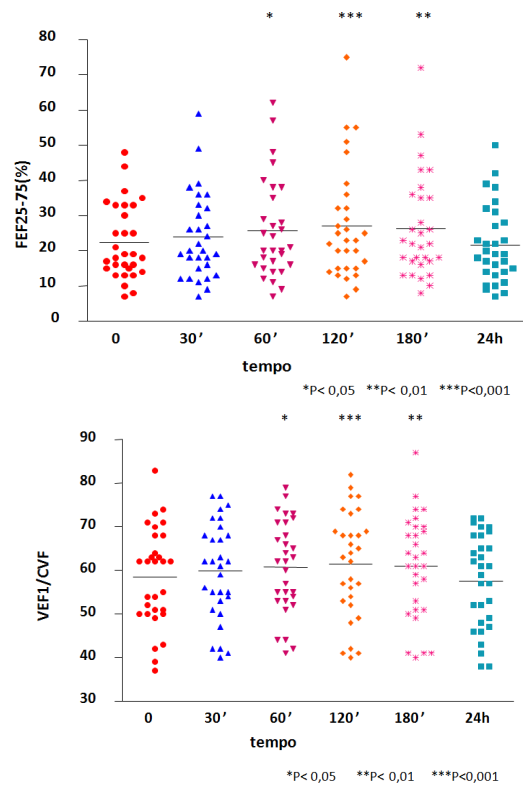 * *** **
80
70
60
50
40
30
20
10
0
FEF25-75(%)
0 30’ 60’ 120’ 180’ 24h
tempo
*P< 0,05 **P< 0,01 ***P<0,001
* *** **
90
80
70
60
50
40
30
VEF1/CVF
0 30’ 60’ 120’ 180’ 24h
tempo
*P< 0,05 **P< 0,01 ***P<0,001